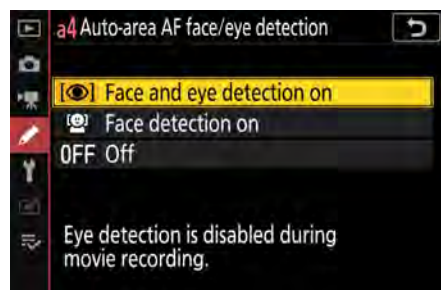 a4 Auto-area AF face/eye detection
Face and eye detection on
Face detection on
OFF Off
Eye detection is disabled during
movie recording.